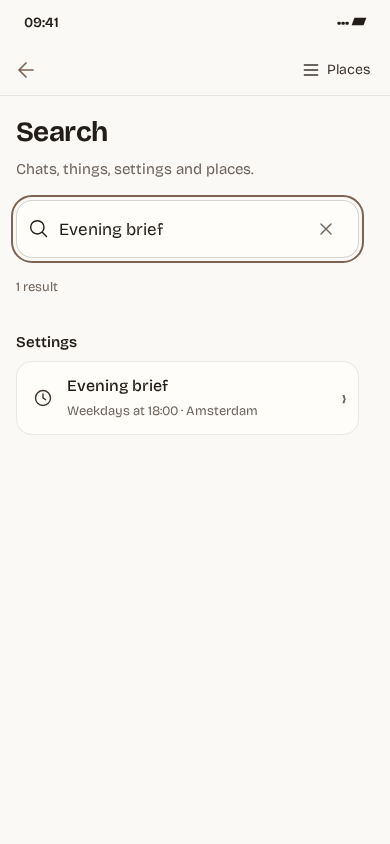 09:41
Places
Search
Chats, things, settings and places.
Evening brief
1 result
Settings
Evening brief
Weekdays at 18:00 · Amsterdam